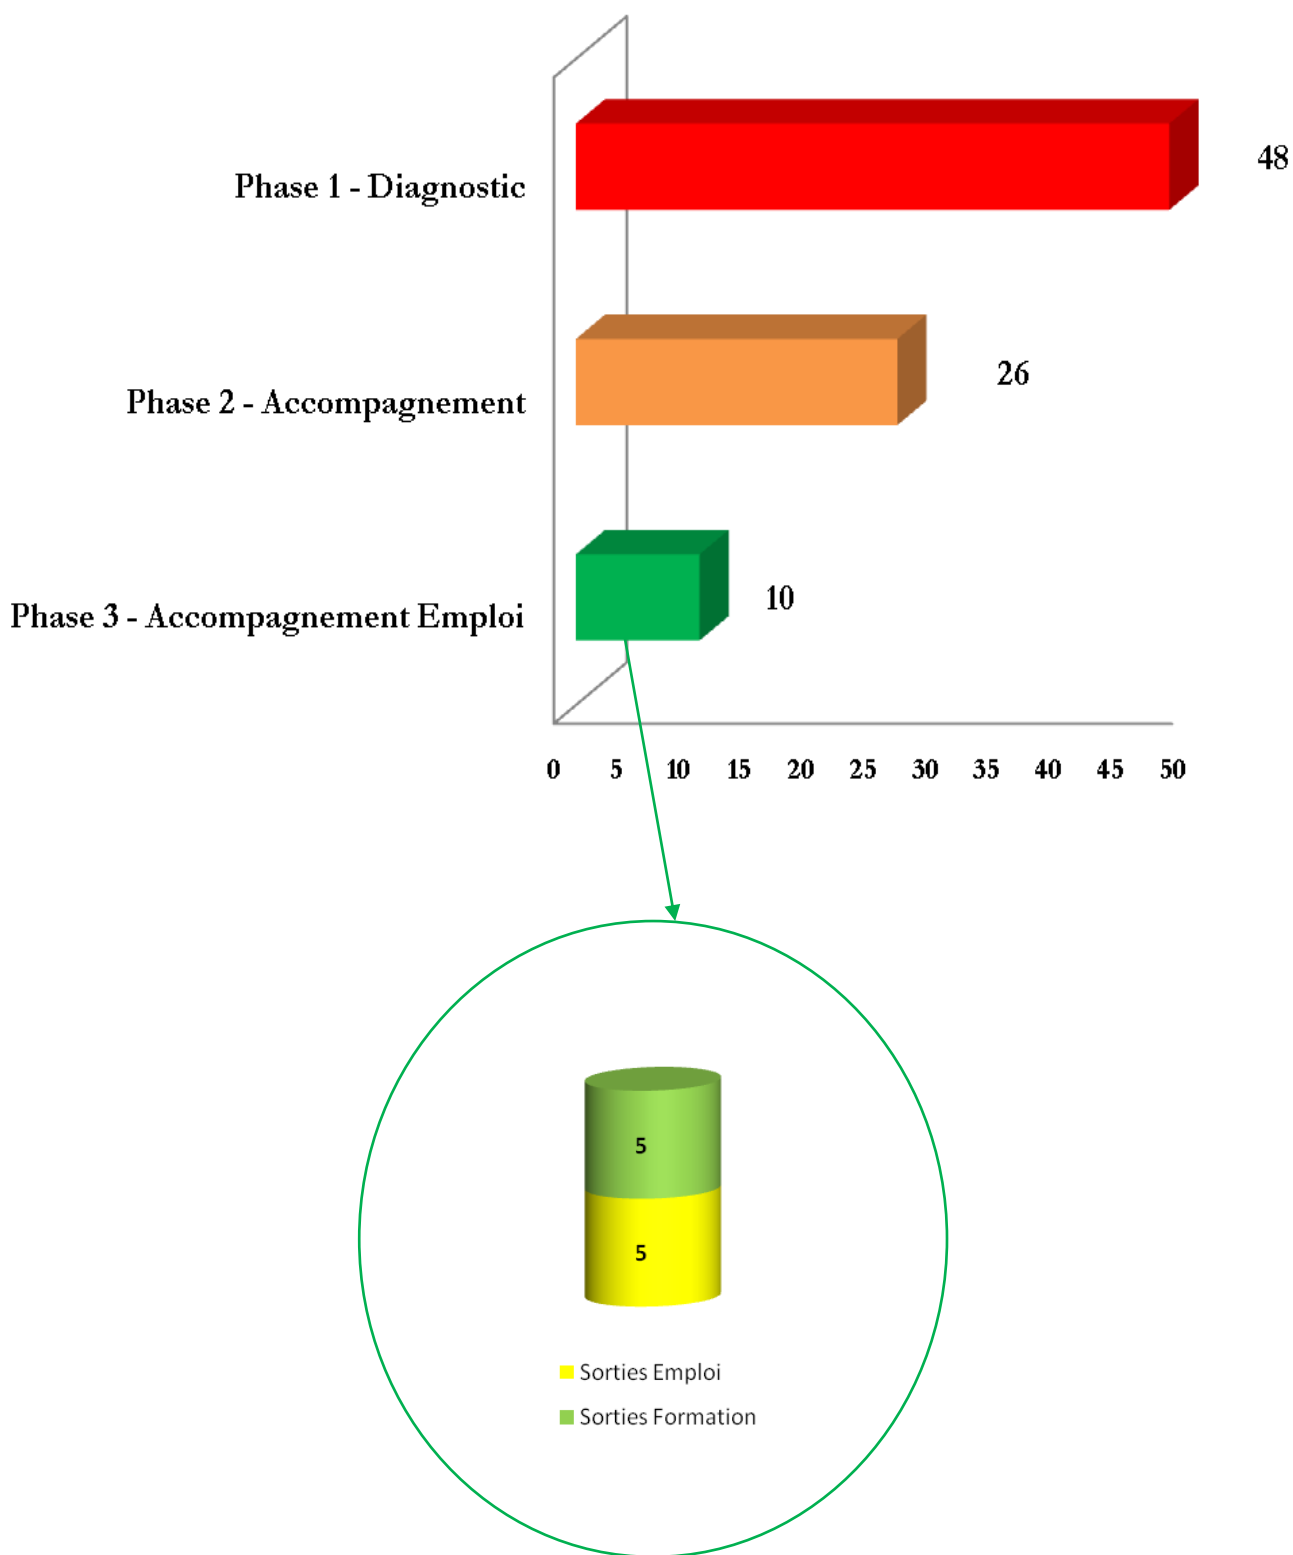 48
Phase 1 - Diagnostic
26
Phase 2 - Accompagnement
10
Phase 3 - Accompagnement Emploi
0 5 10 15 20 25 30 35 40 45 50
5
5
Sorties Emploi
Sorties Formation